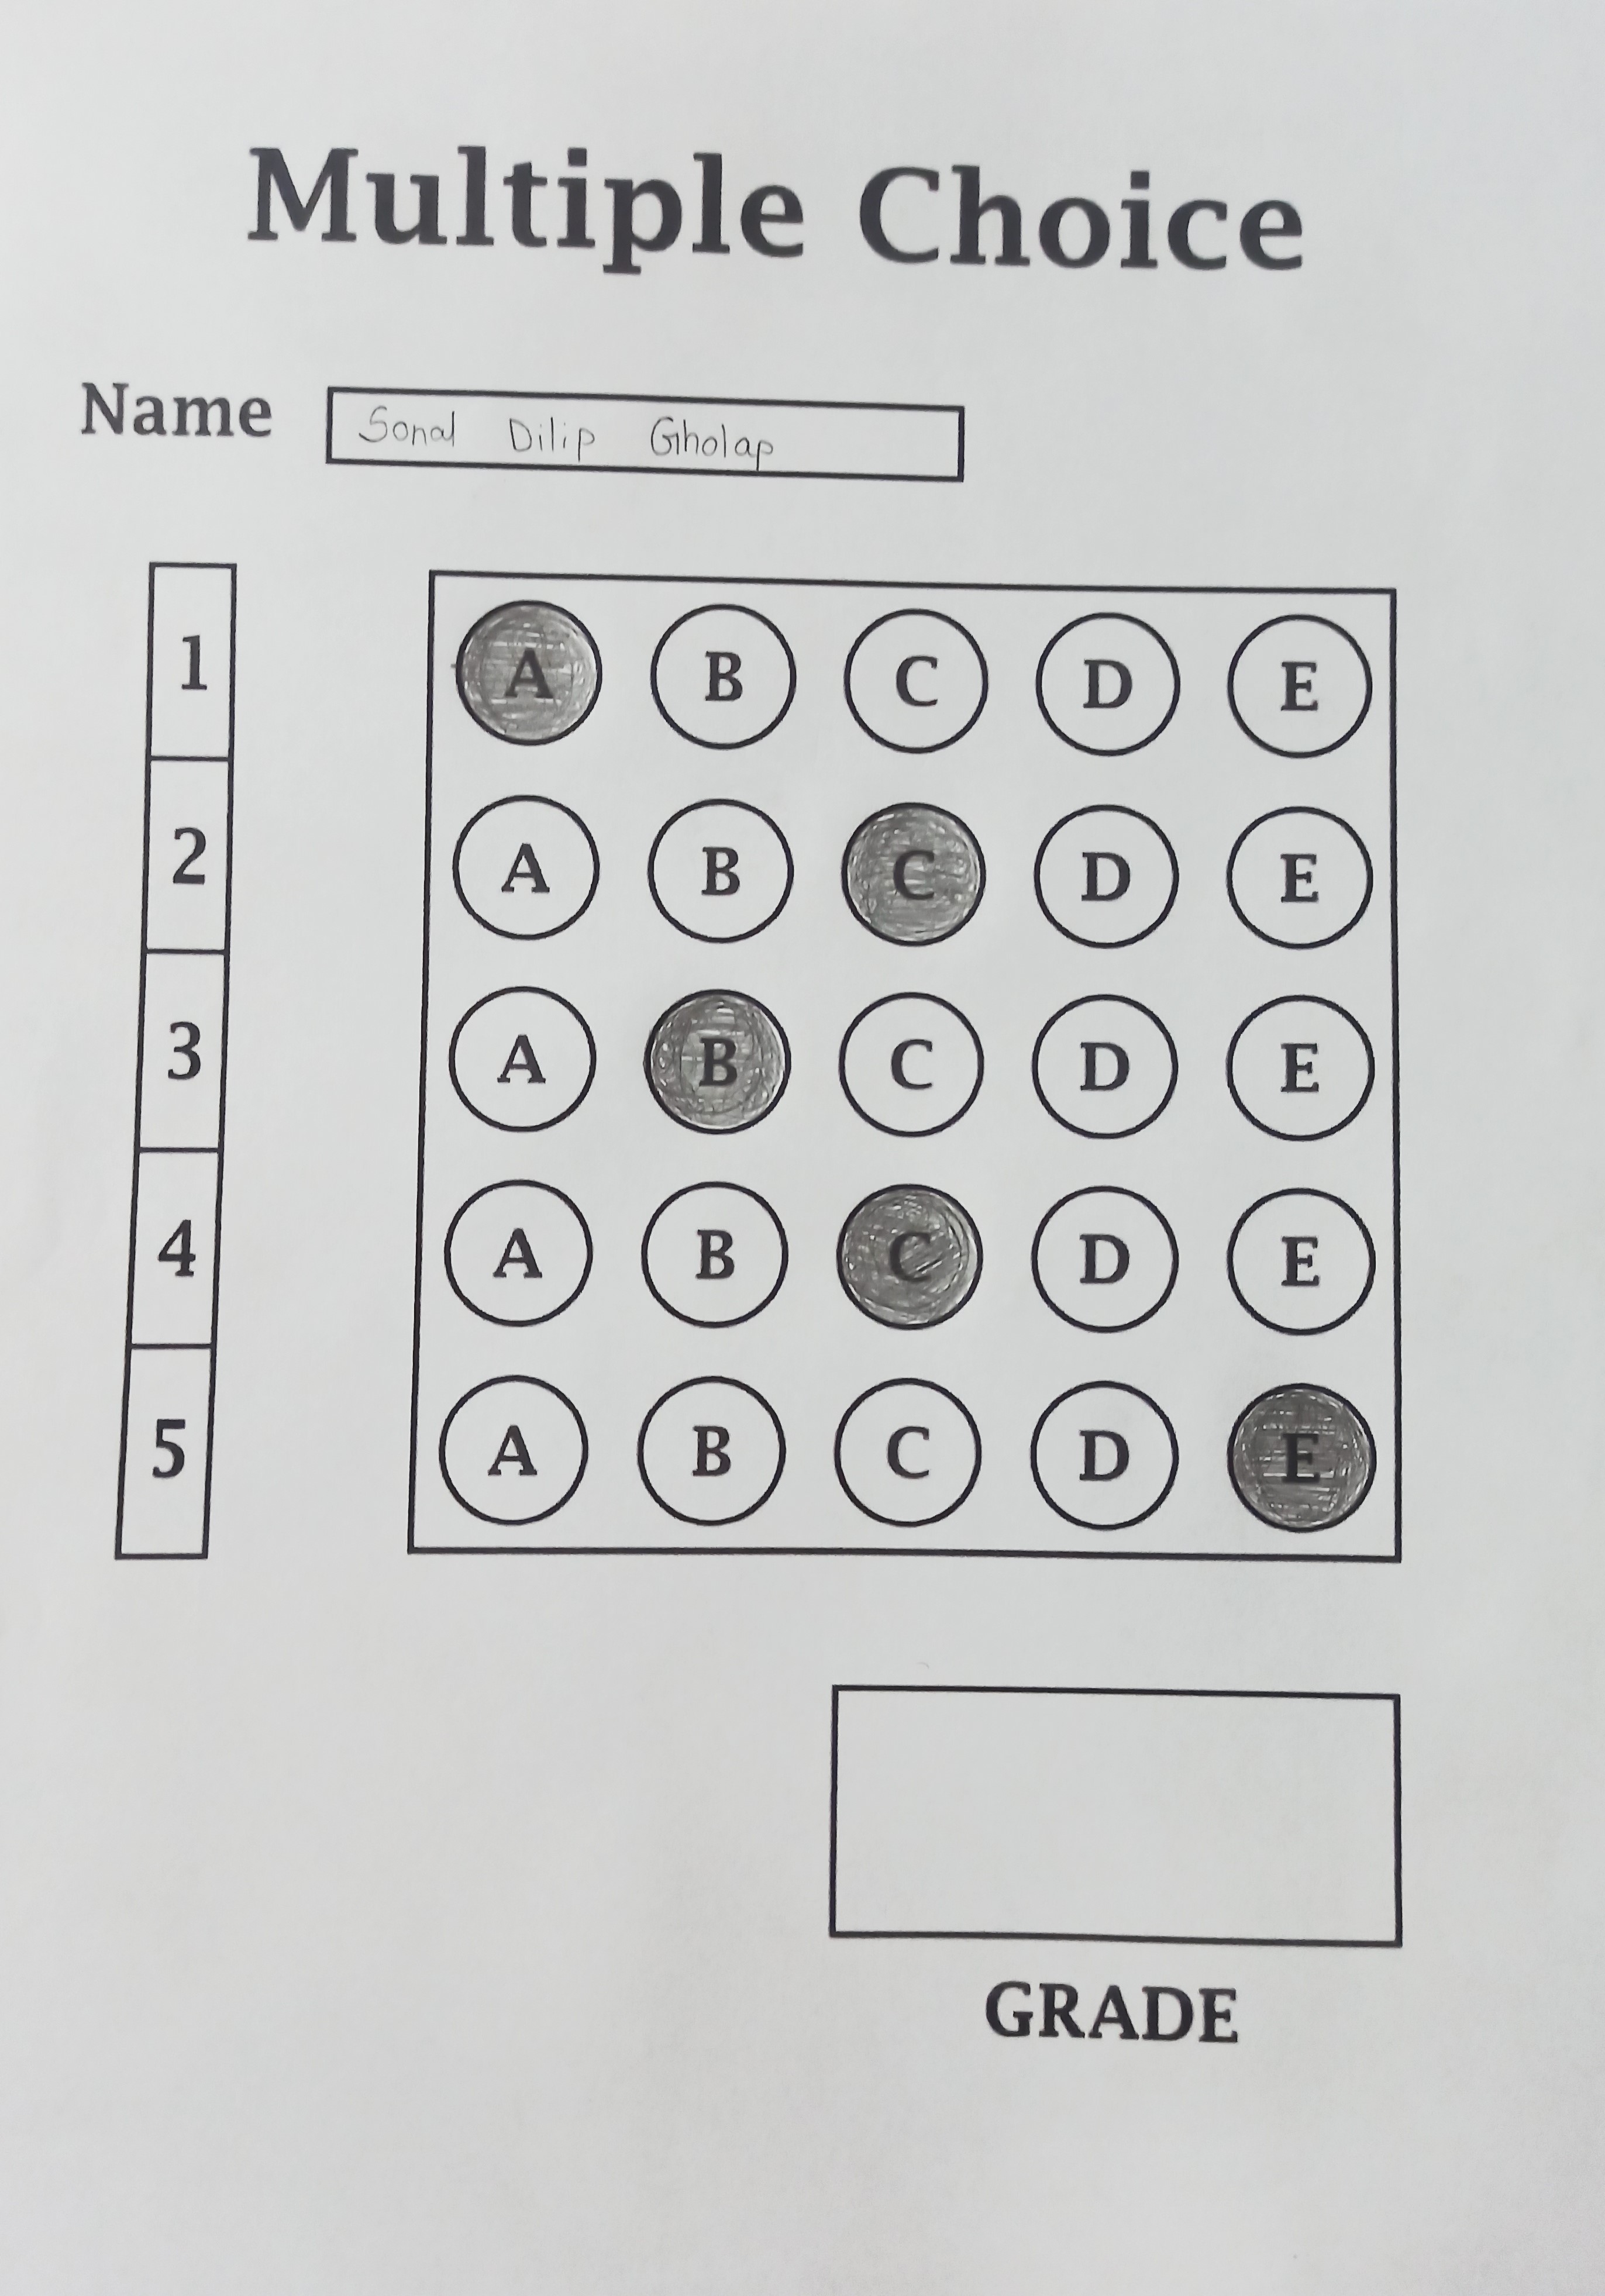 Multiple Choice
Name Sonal Dilip Gholap
1 A B C D E
2 A B C D E
3 A B C D E
4 A B C D E
5 A B C D E
GRADE